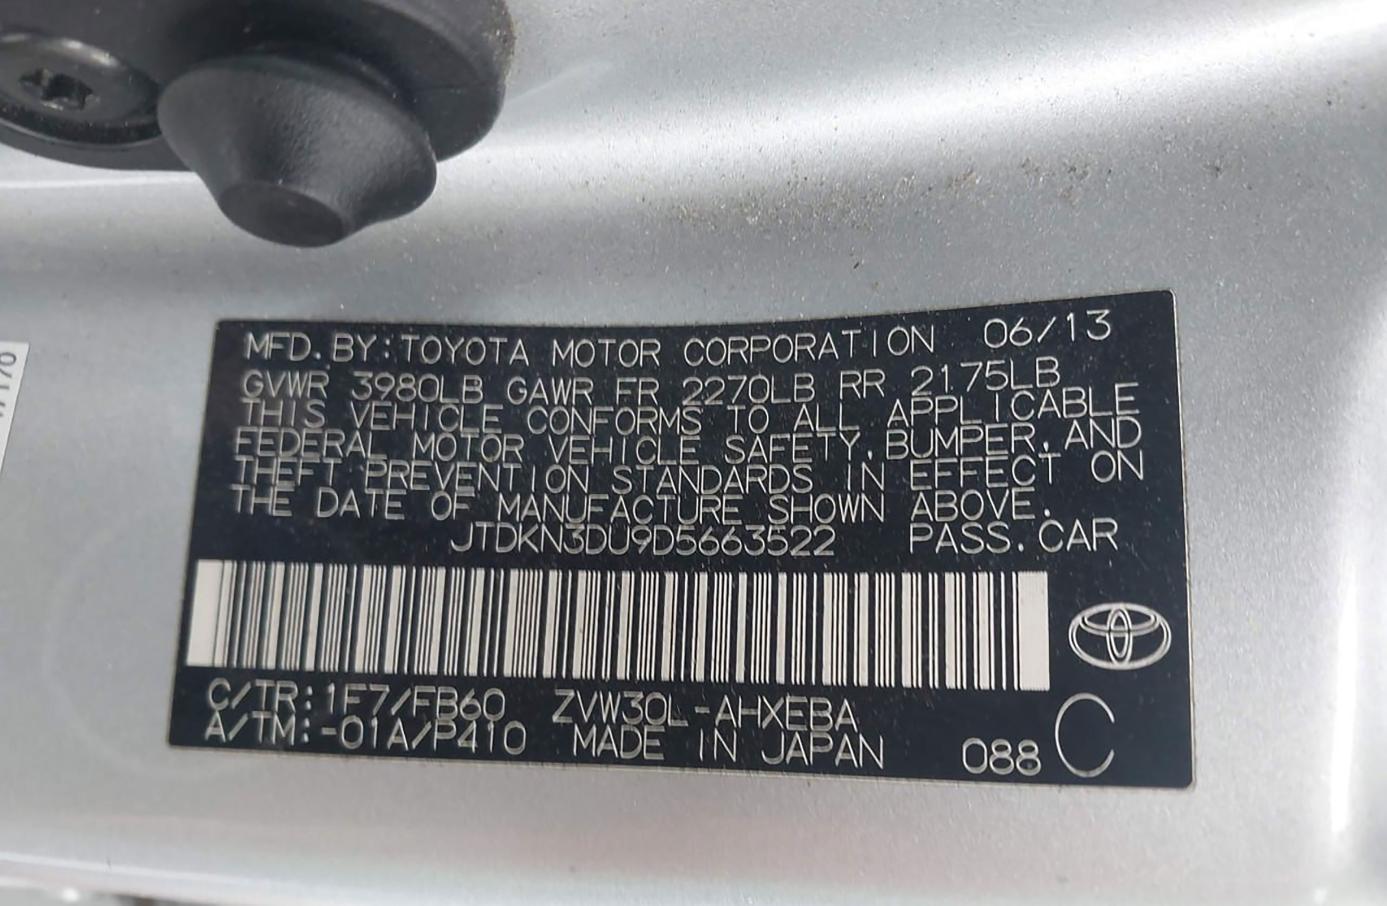 MFD. BY: TOYOTA MOTOR CORPORATION 06/13
GVWR 3980LB GAWR FR 2270LB RR 2175LB
THIS VEHICLE CONFORMS TO ALL APPLICABLE
FEDERAL MOTOR VEHICLE SAFETY, BUMPER, AND
THEFT PREVENTION STANDARDS IN EFFECT ON
THE DATE OF MANUFACTURE SHOWN ABOVE.
JTDKN3DU9D5663522 PASS. CAR
C/TR: 1F7/FB60 ZVW30L-AHXEBA
A/TM: -01A/P410 MADE IN JAPAN 088 C